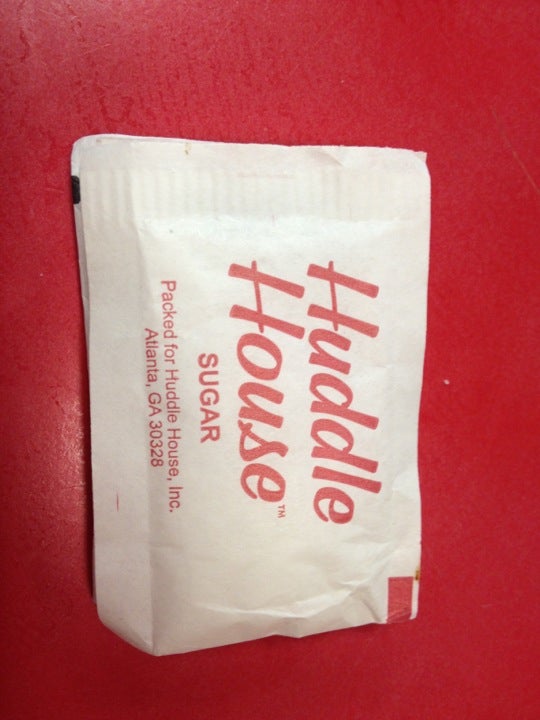 Huddle
House™
SUGAR
Packed for Huddle House, Inc.
Atlanta, GA 30328